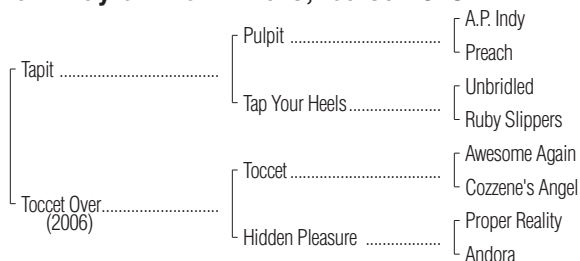 A.P. Indy
Pulpit
Preach
Tapit
Unbridled
Tap Your Heels
Ruby Slippers
Awesome Again
Toccet
Cozzene's Angel
Toccet Over
(2006)
Proper Reality
Hidden Pleasure
Andora